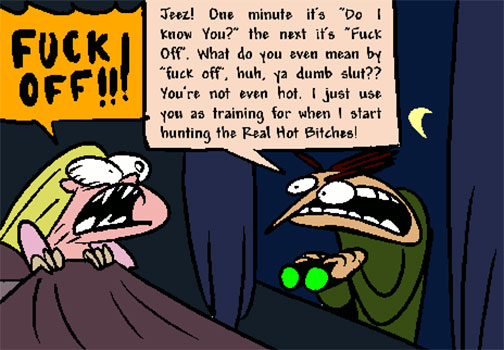 FUCK
OFF!!!
Jeez! One minute it's "Do I
know You?" the next it's "Fuck
Off". What do you even mean by
"fuck off", huh, ya dumb slut??
You're not even hot. I just use
you as training for when I start
hunting the Real Hot Bitches!